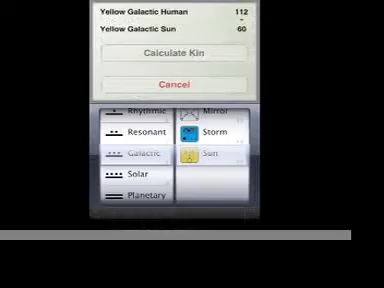 Yellow Galactic Human 112
Yellow Galactic Sun 60
Calculate Kin
Cancel
Rhythmic Mirror
Resonant Storm
Galactic Sun
Solar
Planetary